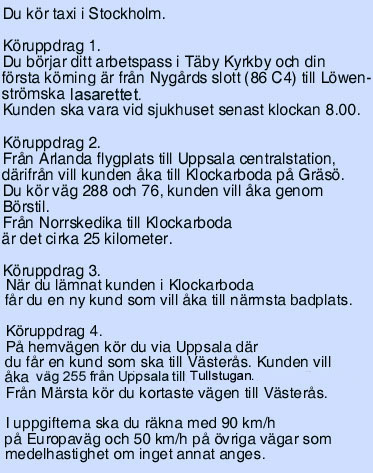 Du kör taxi i Stockholm.
Köruppdrag 1.
Du börjar ditt arbetspass i Täby Kyrkby och din
första körning är från Nygårds slott (86 C4) till Löwen-
strömska lasarettet.
Kunden ska vara vid sjukhuset senast klockan 8.00.
Köruppdrag 2.
Från Arlanda flygplats till Uppsala centralstation,
därifrån vill kunden åka till Klockarboda på Gräsö.
Du kör väg 288 och 76, kunden vill åka genom
Börstil.
Från Norrskedika till Klockarboda
är det cirka 25 kilometer.
Köruppdrag 3.
När du lämnat kunden i Klockarboda
får du en ny kund som vill åka till närmsta badplats.
Köruppdrag 4.
På hemvägen kör du via Uppsala där
du får en kund som ska till Västerås. Kunden vill
åka väg 255 från Uppsala till Tullstugan.
Från Märsta kör du kortaste vägen till Västerås.
I uppgifterna ska du räkna med 90 km/h
på Europaväg och 50 km/h på övriga vägar som
medelhastighet om inget annat anges.